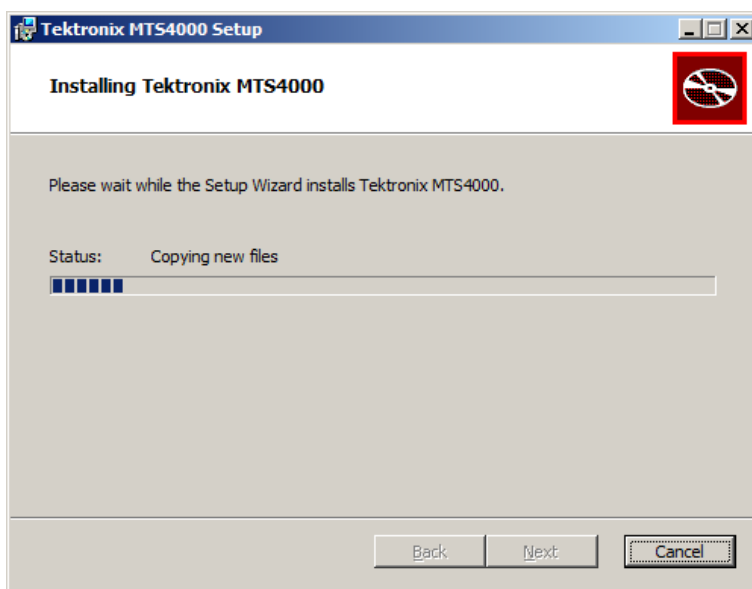 Tektronix MTS4000 Setup
Installing Tektronix MTS4000
Please wait while the Setup Wizard installs Tektronix MTS4000.
Status: Copying new files
Back Next Cancel